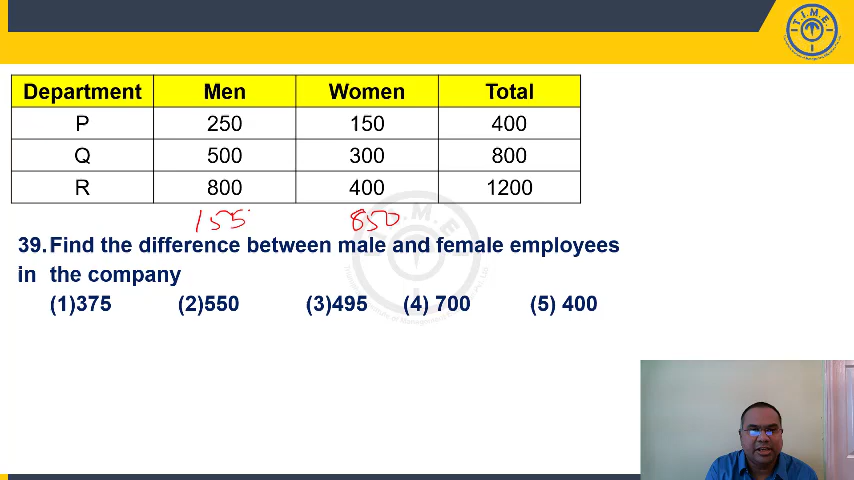 T.I.M.E.
Department Men Women Total
P 250 150 400
Q 500 300 800
R 800 400 1200
155 850
39. Find the difference between male and female employees
in the company
(1)375 (2)550 (3)495 (4) 700 (5) 400